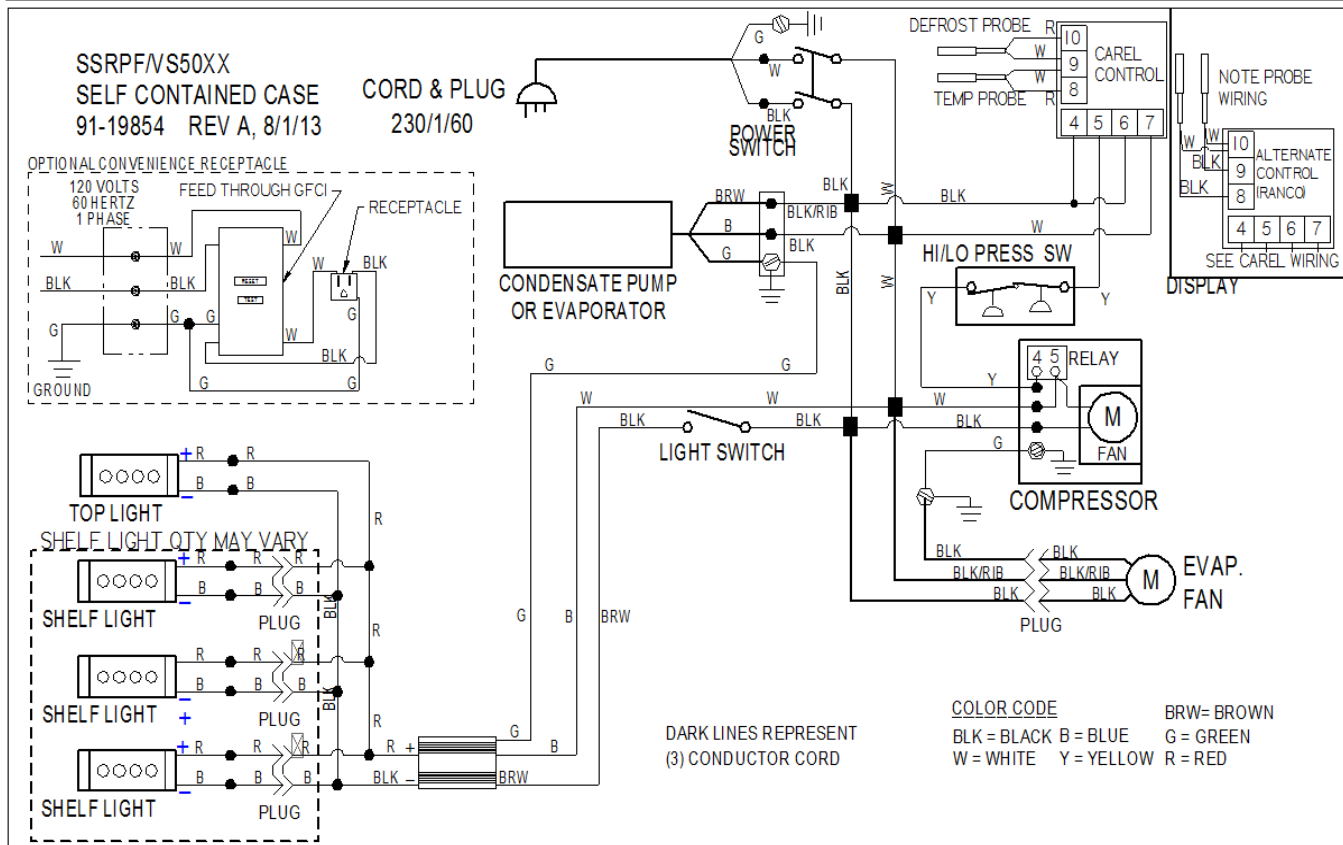 SSRPF/VS50XX
SELF CONTAINED CASE
91-19854 REV A, 8/1/13
CORD & PLUG
230/1/60
G
W
BLK
POWER
SWITCH
DEFROST PROBE
R
W
W
TEMP PROBE
R
10
9
8
CAREL
CONTROL
4 5 6 7
NOTE PROBE
WIRING
W
W
BLK
BLK
10
9
8
ALTERNATE
CONTROL
(RANCO)
4 5 6 7
SEE CAREL WIRING
DISPLAY
OPTIONAL CONVENIENCE RECEPTACLE
120 VOLTS
60 HERTZ
1 PHASE
FEED THROUGH GFCI
RECEPTACLE
W
W
W
W
BLK
BLK
BLK
RESET
TEST
G
G
G
G
W
BLK
G
G
GROUND
CONDENSATE PUMP
OR EVAPORATOR
BRW
B
G
BLK
BLK/RIB
BLK
BLK
W
BLK
W
W
HI/LO PRESS SW
Y
Y
G
G
4 5
RELAY
Y
W
W
W
BLK
BLK
BLK
LIGHT SWITCH
G
M
FAN
COMPRESSOR
BLK
BLK
BLK/RIB
BLK/RIB
BLK
BLK
PLUG
M
EVAP.
FAN
+ R R
B B
–
TOP LIGHT
R
SHELF LIGHT QTY MAY VARY
+ R R R
B B B
–
BLK
SHELF LIGHT
PLUG
R
R R R
B B B
–
BLK
SHELF LIGHT
PLUG
+
R
+ R R R
R +
B B B
BLK –
–
SHELF LIGHT
PLUG
G
B
BRW
G
B
BRW
DARK LINES REPRESENT
(3) CONDUCTOR CORD
COLOR CODE
BLK = BLACK B = BLUE
W = WHITE Y = YELLOW
BRW= BROWN
G = GREEN
R = RED